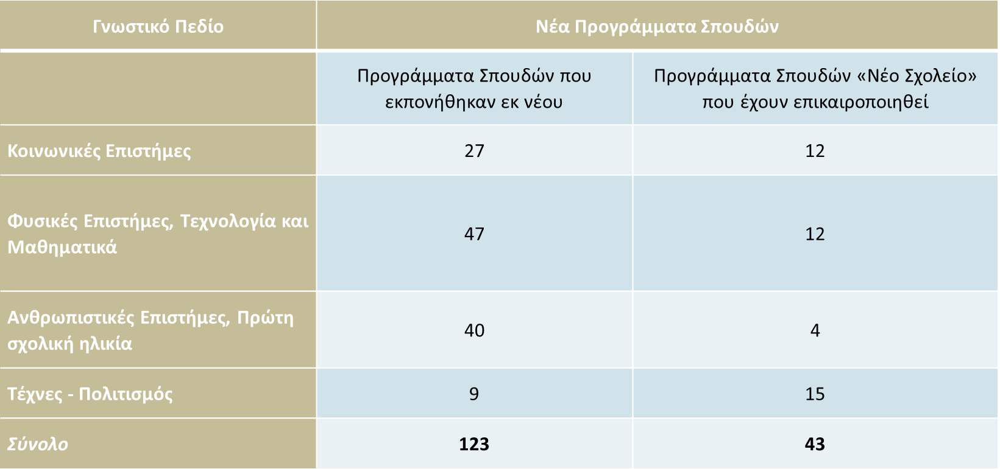 Γνωστικό Πεδίο
Νέα Προγράμματα Σπουδών
Προγράμματα Σπουδών που
εκπονήθηκαν εκ νέου
Προγράμματα Σπουδών «Νέο Σχολείο»
που έχουν επικαιροποιηθεί
Κοινωνικές Επιστήμες
27
12
Φυσικές Επιστήμες, Τεχνολογία και
Μαθηματικά
47
12
Ανθρωπιστικές Επιστήμες, Πρώτη
σχολική ηλικία
40
4
Τέχνες - Πολιτισμός
9
15
Σύνολο
123
43